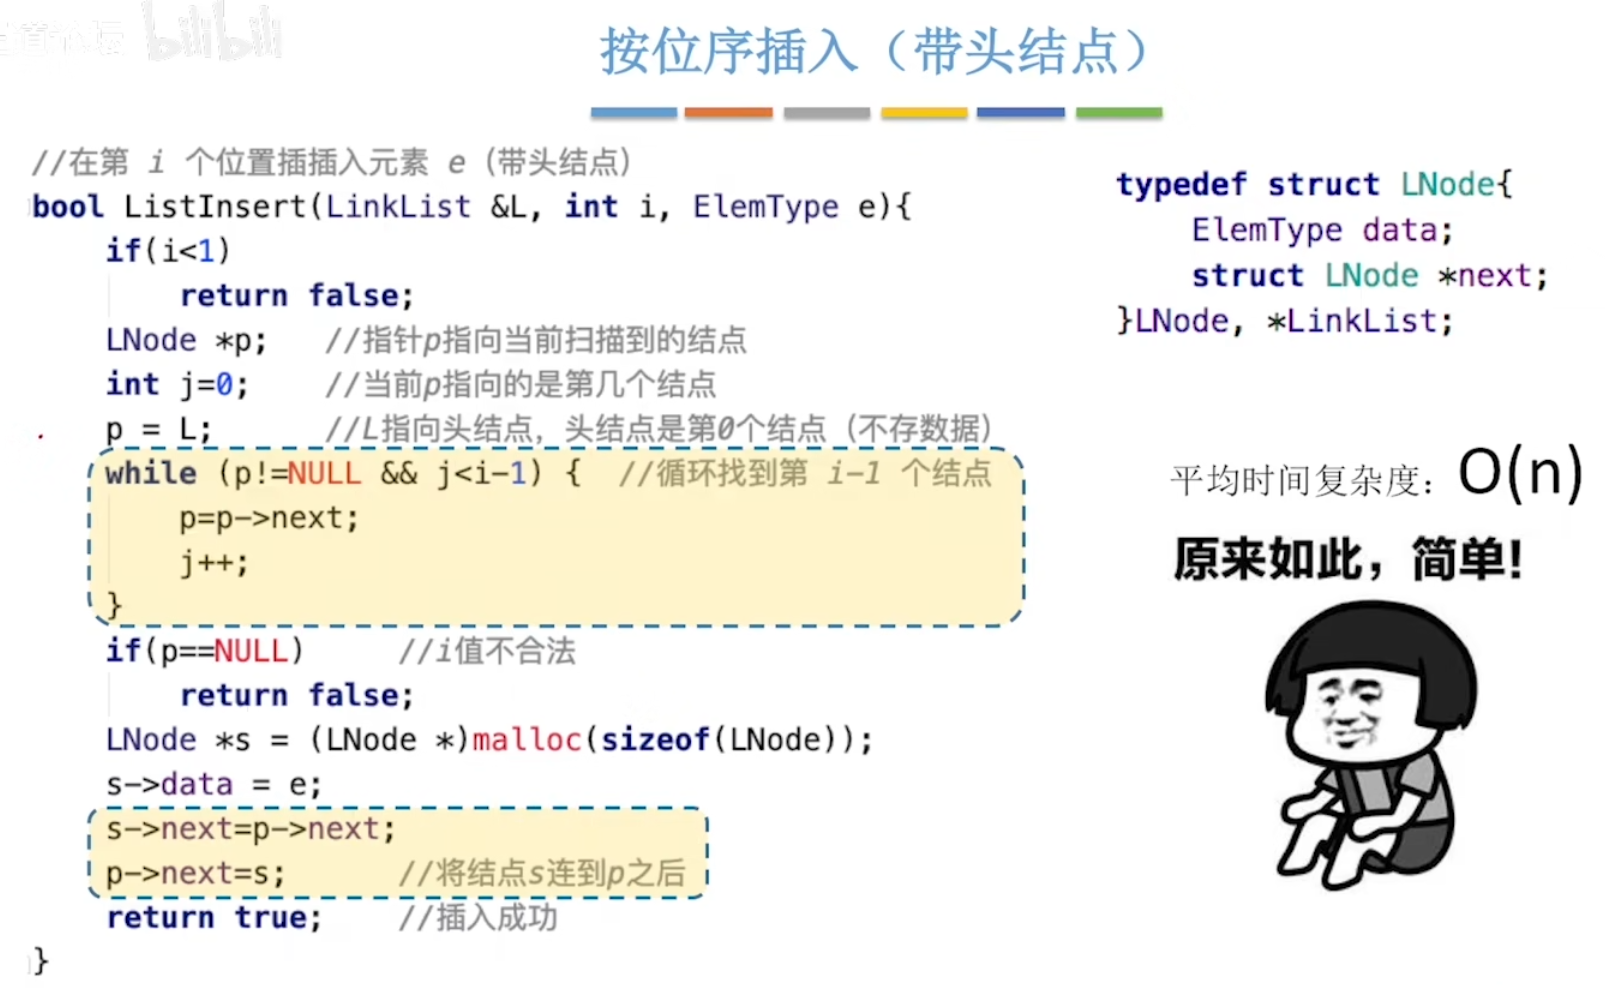 bilibili
按位序插入（带头结点）
//在第 i 个位置插插入元素 e（带头结点）
bool ListInsert(LinkList &L, int i, ElemType e){
if(i<1)
return false;
LNode *p; //指针p指向当前扫描到的结点
int j=0; //当前p指向的是第几个结点
p = L; //L指向头结点，头结点是第0个结点（不存数据）
while (p!=NULL && j<i-1) { //循环找到第 i-1 个结点
p=p->next;
j++;
}
if(p==NULL) //i值不合法
return false;
LNode *s = (LNode *)malloc(sizeof(LNode));
s->data = e;
s->next=p->next;
p->next=s; //将结点s连到p之后
return true; //插入成功
}
typedef struct LNode{
ElemType data;
struct LNode *next;
}LNode, *LinkList;
平均时间复杂度：O(n)
原来如此，简单!